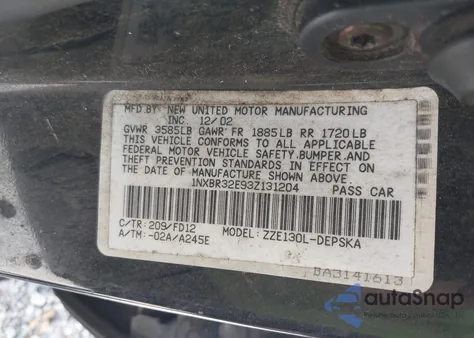 MFD.BY NEW UNITED MOTOR MANUFACTURING
INC. 12/02
GVWR 3585LB GAWR FR 1885LB RR 1720LB
THIS VEHICLE CONFORMS TO ALL APPLICABLE
FEDERAL MOTOR VEHICLE SAFETY.BUMPER.AND
THEFT PREVENTION STANDARDS IN EFFECT ON
THE DATE OF MANUFACTURE SHOWN ABOVE.
1NXBR32E93Z131204 PASS CAR
C/TR: 209/FD12 MODEL: ZZE130L-DEPSKA
A/TM: -02A/A245E
BA3141613
autoSnap